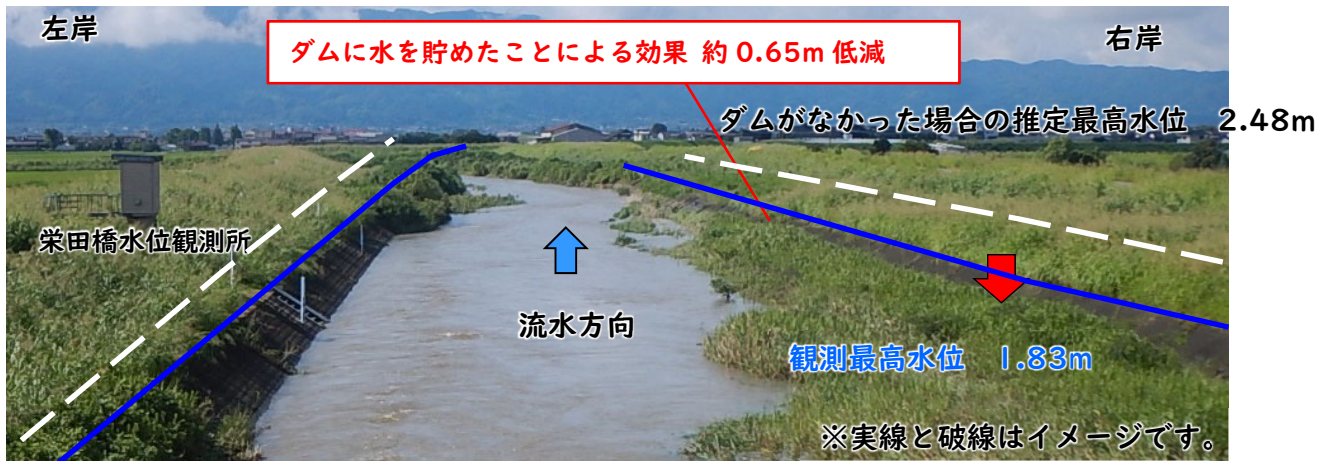 左岸
右岸
ダムに水を貯めたことによる効果 約0.65m低減
ダムがなかった場合の推定最高水位 2.48m
栄田橋水位観測所
流水方向
観測最高水位 1.83m
※実線と破線はイメージです。